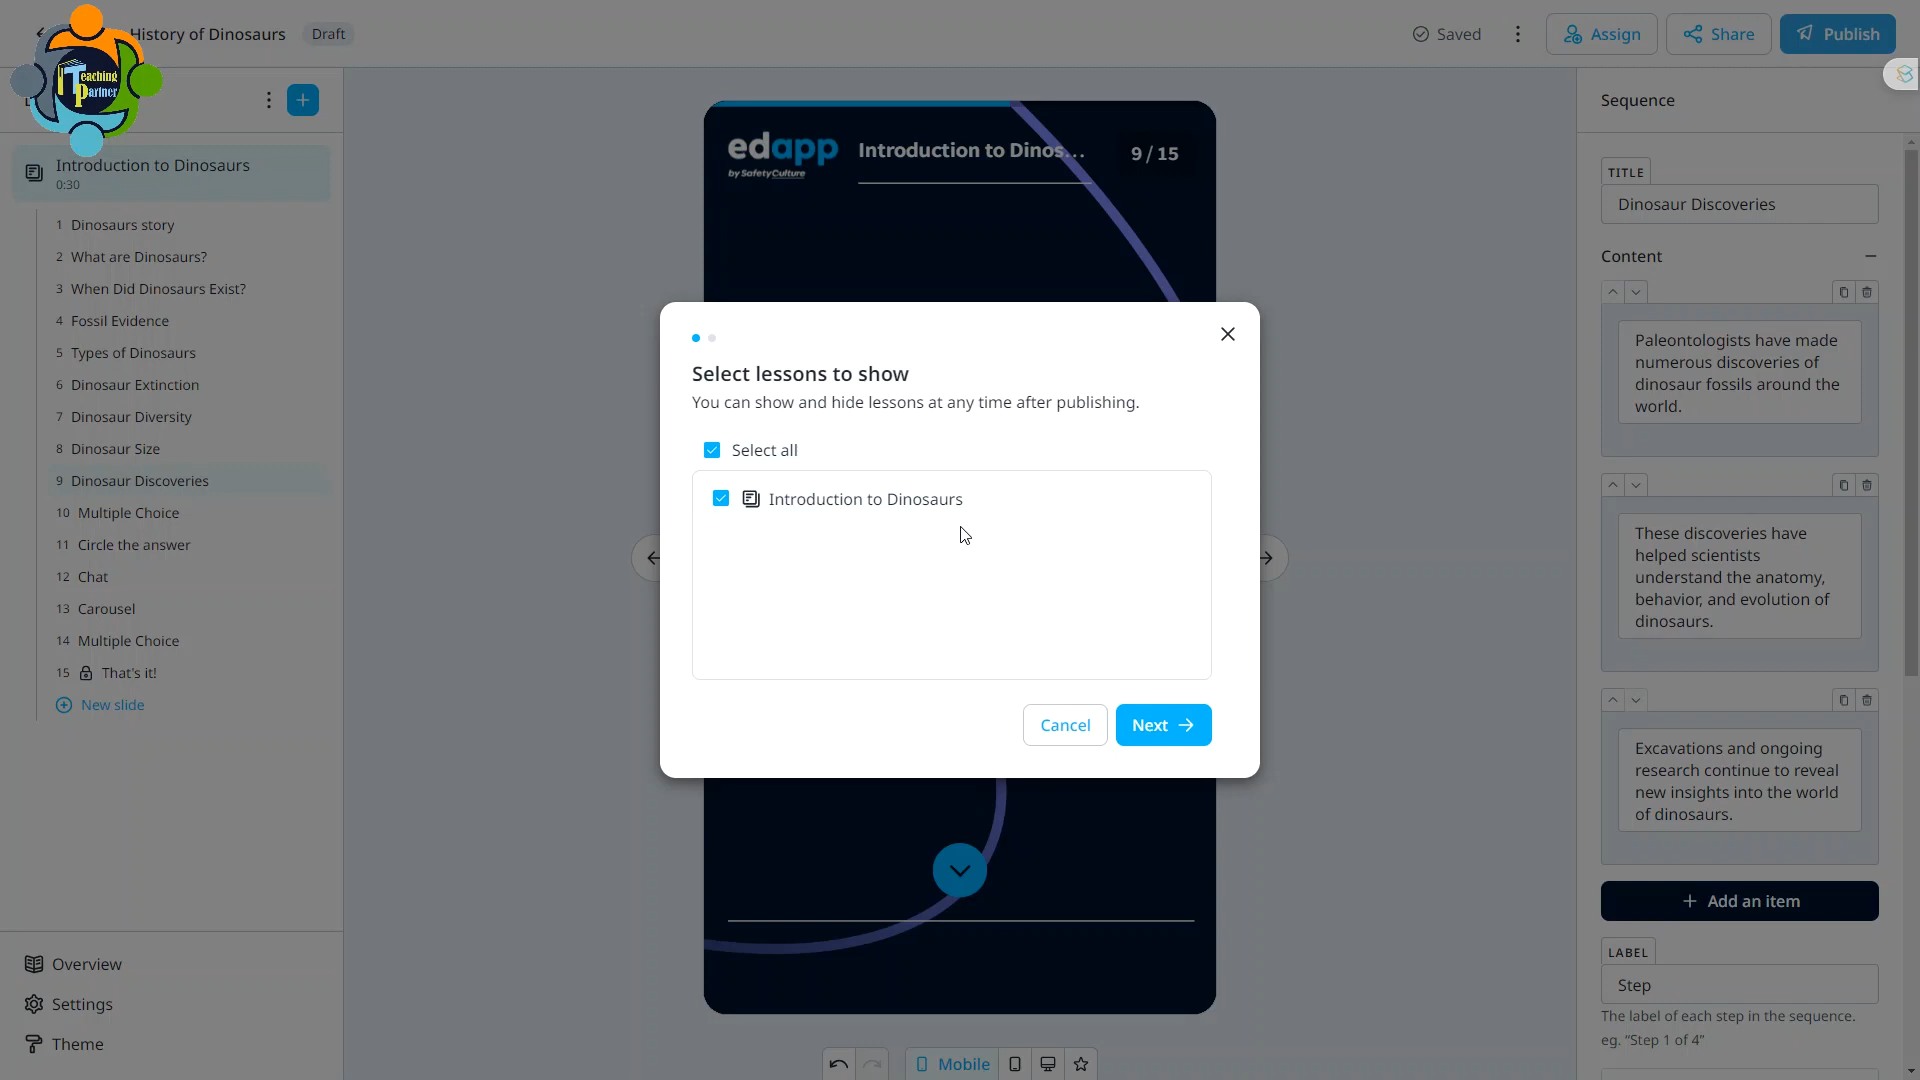 History of Dinosaurs
Draft
Saved
Assign
Share
Publish
Teaching
Partner
Introduction to Dinosaurs
0:30
1 Dinosaurs story
2 What are Dinosaurs?
3 When Did Dinosaurs Exist?
4 Fossil Evidence
5 Types of Dinosaurs
6 Dinosaur Extinction
7 Dinosaur Diversity
8 Dinosaur Size
9 Dinosaur Discoveries
10 Multiple Choice
11 Circle the answer
12 Chat
13 Carousel
14 Multiple Choice
15 That's it!
New slide
Overview
Settings
Theme
edapp
by SafetyCulture
Introduction to Dinos...
9 / 15
Select lessons to show
You can show and hide lessons at any time after publishing.
Select all
Introduction to Dinosaurs
Cancel
Next
Mobile
Sequence
TITLE
Dinosaur Discoveries
Content
Paleontologists have made
numerous discoveries of
dinosaur fossils around the
world.
These discoveries have
helped scientists
understand the anatomy,
behavior, and evolution of
dinosaurs.
Excavations and ongoing
research continue to reveal
new insights into the world
of dinosaurs.
Add an item
LABEL
Step
The label of each step in the sequence.
eg. “Step 1 of 4”